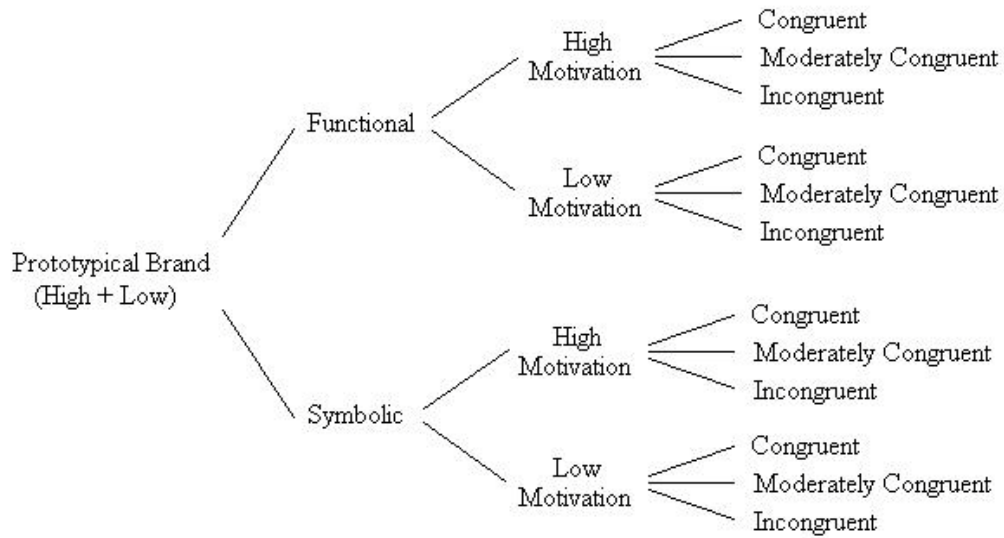 Prototypical Brand
(High + Low)
Functional
High
Motivation
Congruent
Moderately Congruent
Incongruent
Low
Motivation
Congruent
Moderately Congruent
Incongruent
Symbolic
High
Motivation
Congruent
Moderately Congruent
Incongruent
Low
Motivation
Congruent
Moderately Congruent
Incongruent